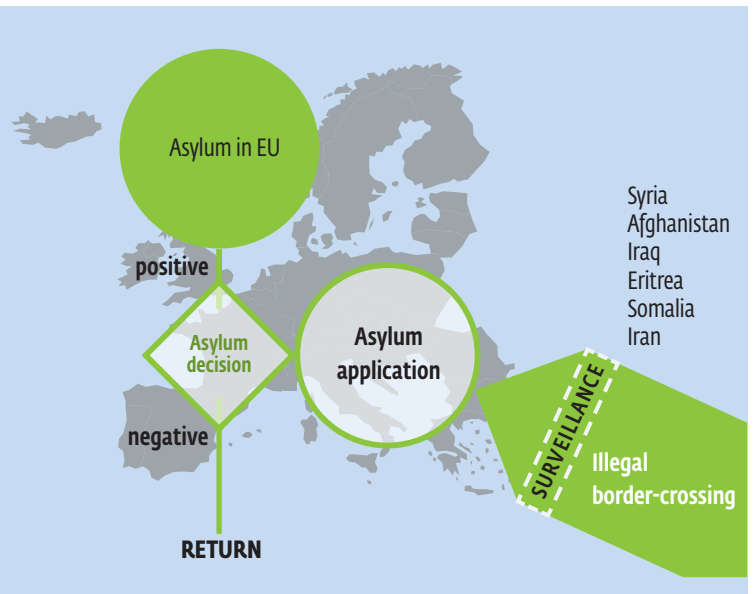 Asylum in EU
positive
Asylum
decision
negative
RETURN
Asylum
application
Syria
Afghanistan
Iraq
Eritrea
Somalia
Iran
SURVEILLANCE
Illegal
border-crossing